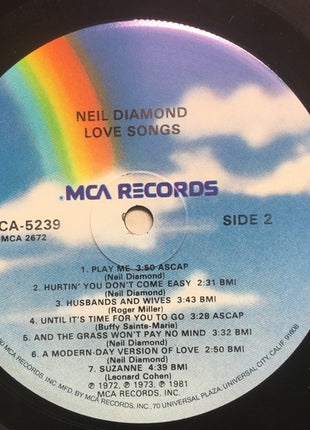 NEIL DIAMOND
LOVE SONGS
MCA RECORDS
CA-5239
MCA 2672
SIDE 2
1. PLAY ME 3:50 ASCAP
(Neil Diamond)
2. HURTIN' YOU DON'T COME EASY 2:31 BMI
(Neil Diamond)
3. HUSBANDS AND WIVES 3:43 BMI
(Roger Miller)
4. UNTIL IT'S TIME FOR YOU TO GO 3:28 ASCAP
(Buffy Sainte-Marie)
5. AND THE GRASS WON'T PAY NO MIND 3:32 BMI
(Neil Diamond)
6. A MODERN-DAY VERSION OF LOVE 2:50 BMI
(Neil Diamond)
7. SUZANNE 4:39 BMI
(Leonard Cohen)
℗ 1972, ℗ 1973, ℗ 1981
MCA RECORDS, INC.
MCA RECORDS, INC. MFD. BY MCA RECORDS, INC., 70 UNIVERSAL PLAZA, UNIVERSAL CITY, CALIF. 91608